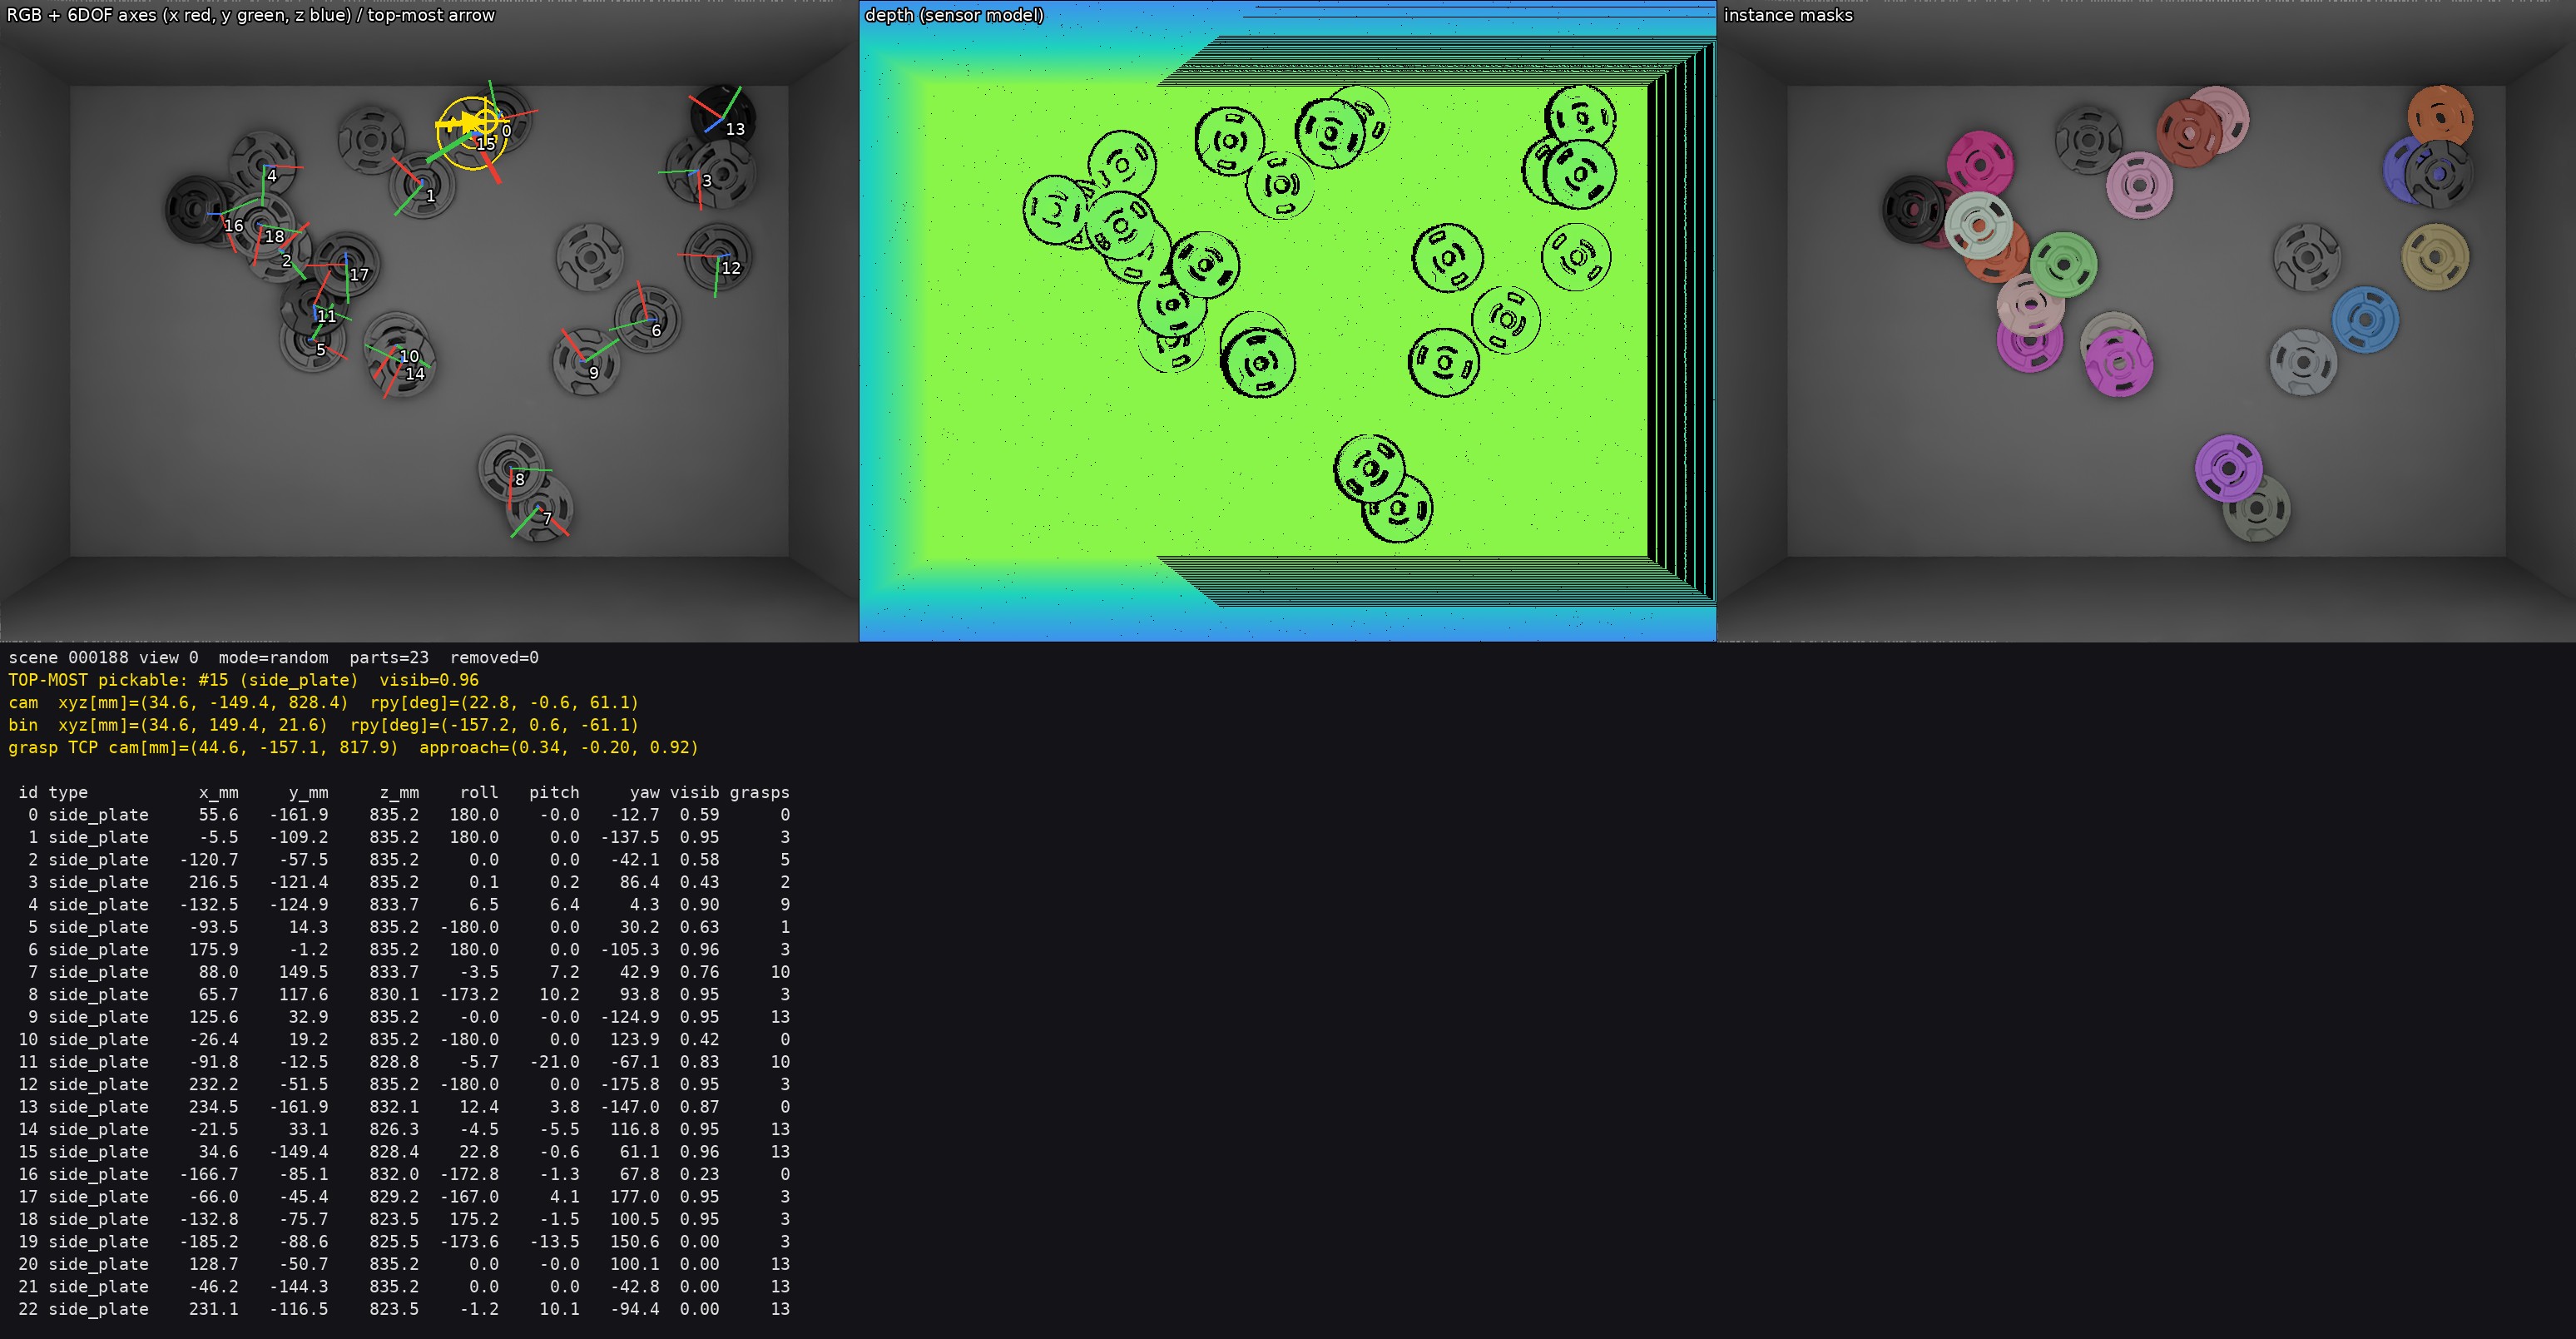 RGB + 6DOF axes (x red, y green, z blue) / top-most arrow
depth (sensor model)
instance masks
0
13
15
4
1
3
16
18
2
17
12
11
6
5
10
9
14
8
7
scene 000188 view 0  mode=random  parts=23  removed=0
TOP-MOST pickable: #15 (side_plate)  visib=0.96
cam  xyz[mm]=(34.6, -149.4, 828.4)  rpy[deg]=(22.8, -0.6, 61.1)
bin  xyz[mm]=(34.6, 149.4, 21.6)  rpy[deg]=(-157.2, 0.6, -61.1)
grasp TCP cam[mm]=(44.6, -157.1, 817.9)  approach=(0.34, -0.20, 0.92)
id type x_mm y_mm z_mm roll pitch yaw visib grasps
0 side_plate 55.6 -161.9 835.2 180.0 -0.0 -12.7 0.59 0
1 side_plate -5.5 -109.2 835.2 180.0 0.0 -137.5 0.95 3
2 side_plate -120.7 -57.5 835.2 0.0 0.0 -42.1 0.58 5
3 side_plate 216.5 -121.4 835.2 0.1 0.2 86.4 0.43 2
4 side_plate -132.5 -124.9 833.7 6.5 6.4 4.3 0.90 9
5 side_plate -93.5 14.3 835.2 -180.0 0.0 30.2 0.63 1
6 side_plate 175.9 -1.2 835.2 180.0 0.0 -105.3 0.96 3
7 side_plate 88.0 149.5 833.7 -3.5 7.2 42.9 0.76 10
8 side_plate 65.7 117.6 830.1 -173.2 10.2 93.8 0.95 3
9 side_plate 125.6 32.9 835.2 -0.0 -0.0 -124.9 0.95 13
10 side_plate -26.4 19.2 835.2 -180.0 0.0 123.9 0.42 0
11 side_plate -91.8 -12.5 828.8 -5.7 -21.0 -67.1 0.83 10
12 side_plate 232.2 -51.5 835.2 -180.0 0.0 -175.8 0.95 3
13 side_plate 234.5 -161.9 832.1 12.4 3.8 -147.0 0.87 0
14 side_plate -21.5 33.1 826.3 -4.5 -5.5 116.8 0.95 13
15 side_plate 34.6 -149.4 828.4 22.8 -0.6 61.1 0.96 13
16 side_plate -166.7 -85.1 832.0 -172.8 -1.3 67.8 0.23 0
17 side_plate -66.0 -45.4 829.2 -167.0 4.1 177.0 0.95 3
18 side_plate -132.8 -75.7 823.5 175.2 -1.5 100.5 0.95 3
19 side_plate -185.2 -88.6 825.5 -173.6 -13.5 150.6 0.00 3
20 side_plate 128.7 -50.7 835.2 0.0 -0.0 100.1 0.00 13
21 side_plate -46.2 -144.3 835.2 0.0 0.0 -42.8 0.00 13
22 side_plate 231.1 -116.5 823.5 -1.2 10.1 -94.4 0.00 13